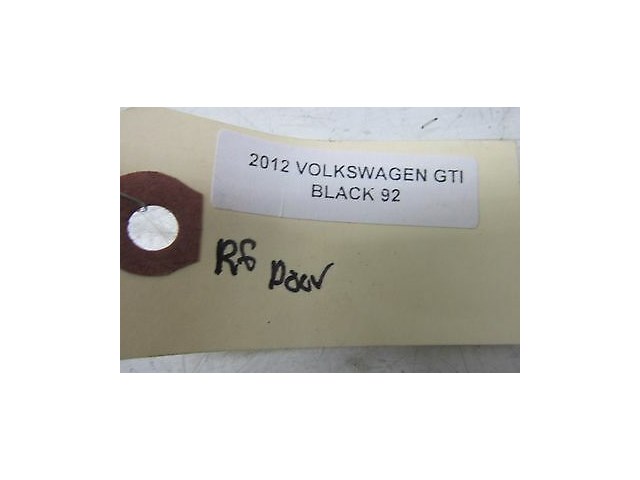 2012 VOLKSWAGEN GTI
BLACK 92
Rf Door